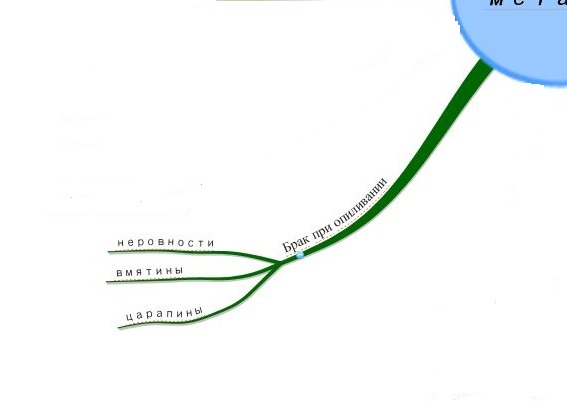 Брак при опиливании
неровности
вмятины
царапины